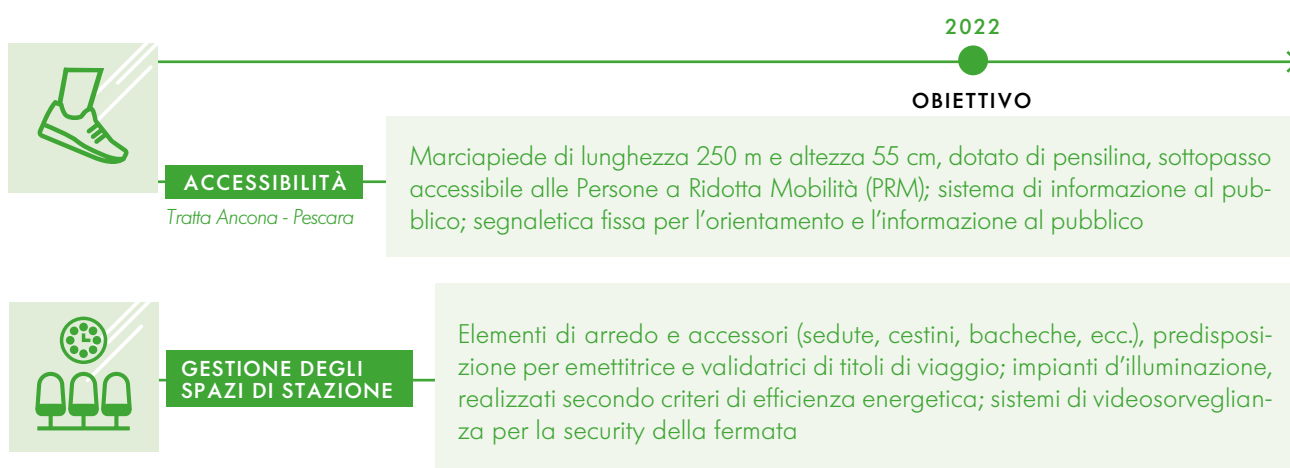 2022
OBIETTIVO
ACCESSIBILITÀ
Tratta Ancona - Pescara
Marciapiede di lunghezza 250 m e altezza 55 cm, dotato di pensilina, sottopasso
accessibile alle Persone a Ridotta Mobilità (PRM); sistema di informazione al pub-
blico; segnaletica fissa per l’orientamento e l’informazione al pubblico
GESTIONE DEGLI
SPAZI DI STAZIONE
Elementi di arredo e accessori (sedute, cestini, bacheche, ecc.), predisposi-
zione per emettitrice e validatrici di titoli di viaggio; impianti d’illuminazione,
realizzati secondo criteri di efficienza energetica; sistemi di videosorveglian-
za per la security della fermata